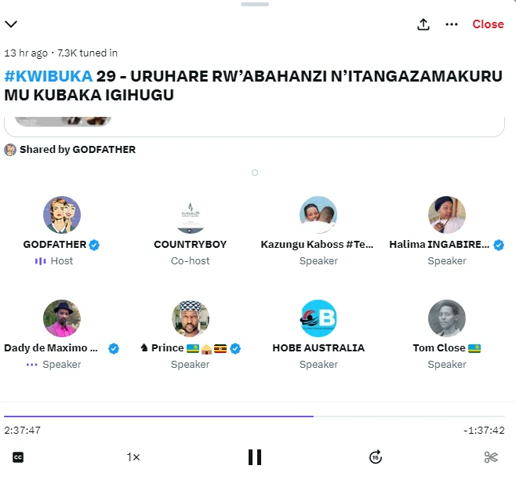 Close
13 hr ago · 7.3K tuned in
#KWIBUKA 29 - URUHARE RW'ABAHANZI N'ITANGAZAMAKURU
MU KUBAKA IGIHUGU
Shared by GODFATHER
GODFATHER
Host
COUNTRYBOY
Co-host
Kazungu Kaboss #Te...
Speaker
Halima INGABIRE...
Speaker
Dady de Maximo ...
Speaker
Prince
Speaker
HOBE AUSTRALIA
Speaker
Tom Close
Speaker
2:37:47
-1:37:42
CC
1×
15